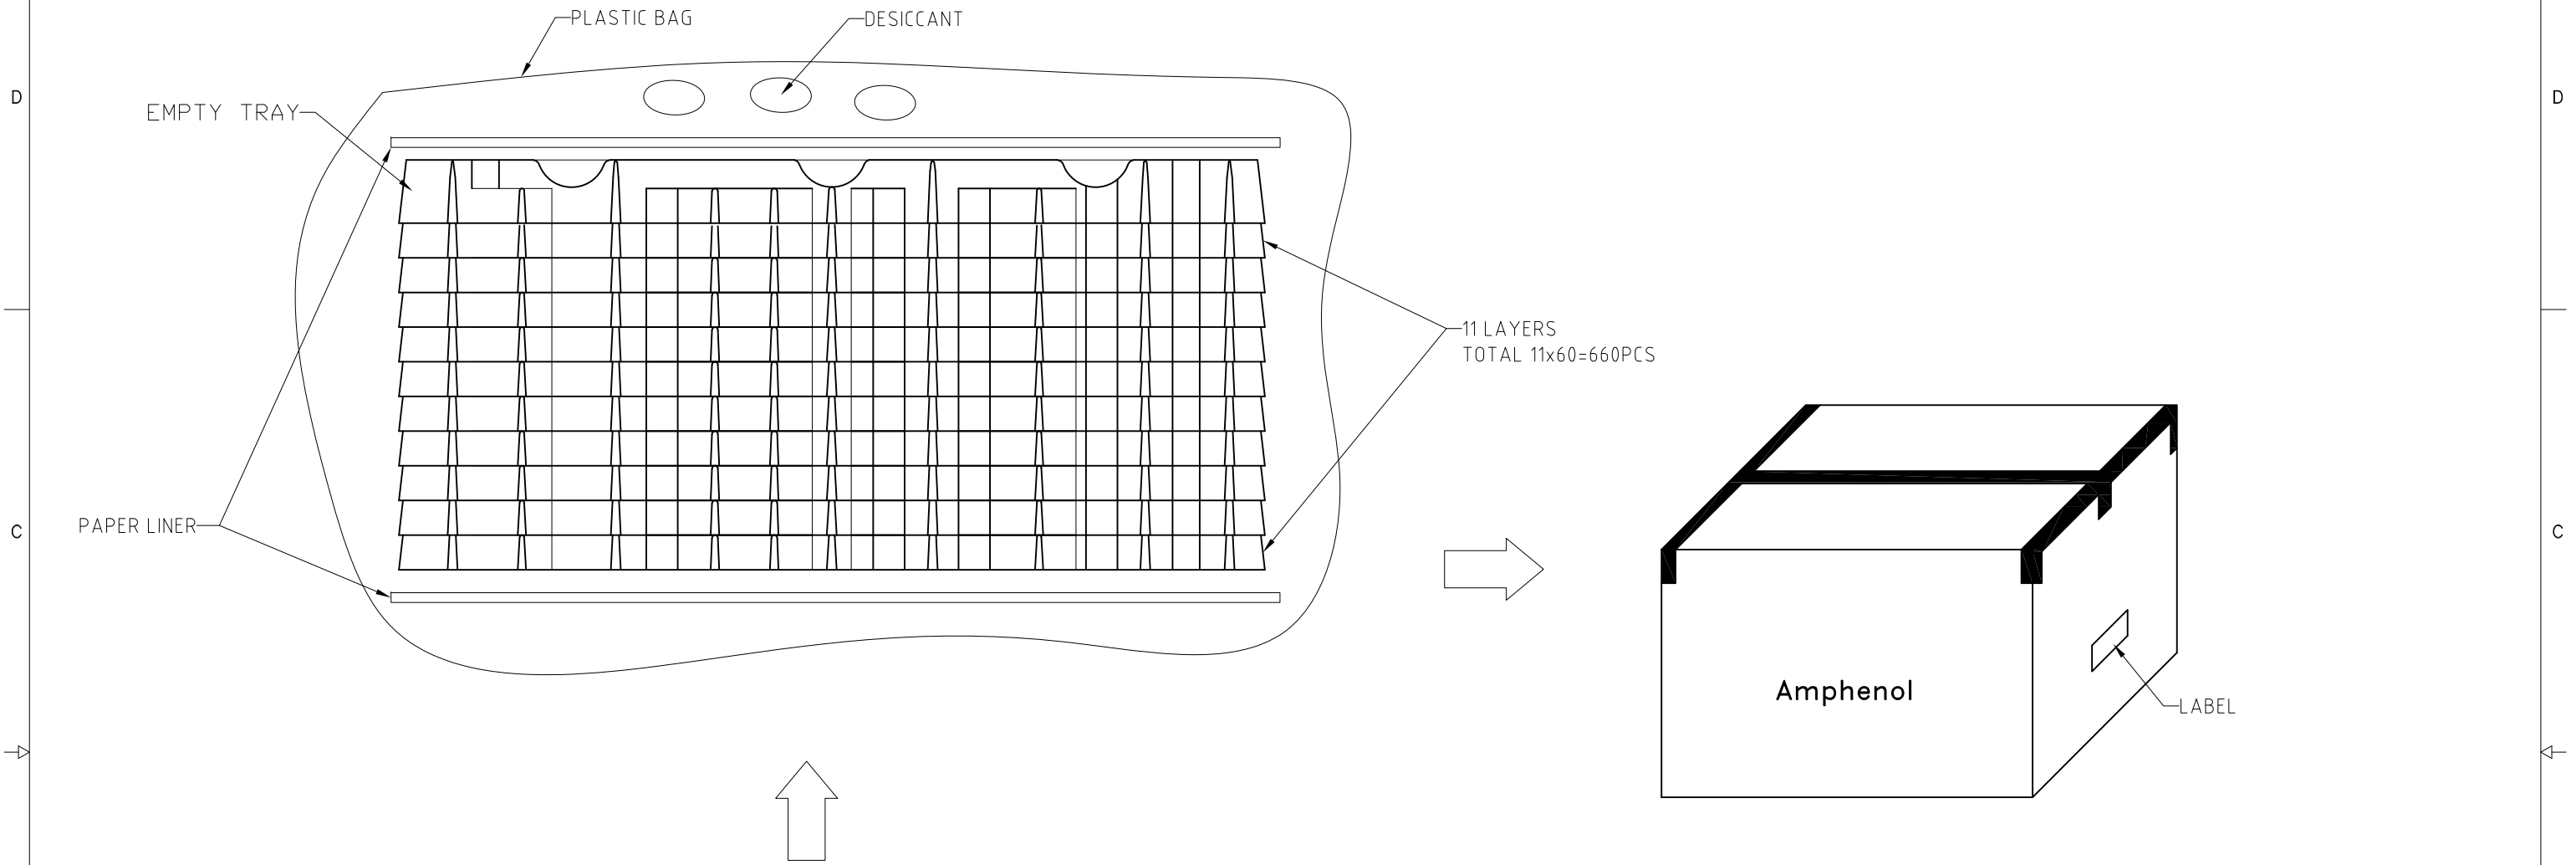 PLASTIC BAG
DESICCANT
D
D
EMPTY TRAY
11 LAYERS
TOTAL 11x60=660PCS
PAPER LINER
C
C
Amphenol
LABEL